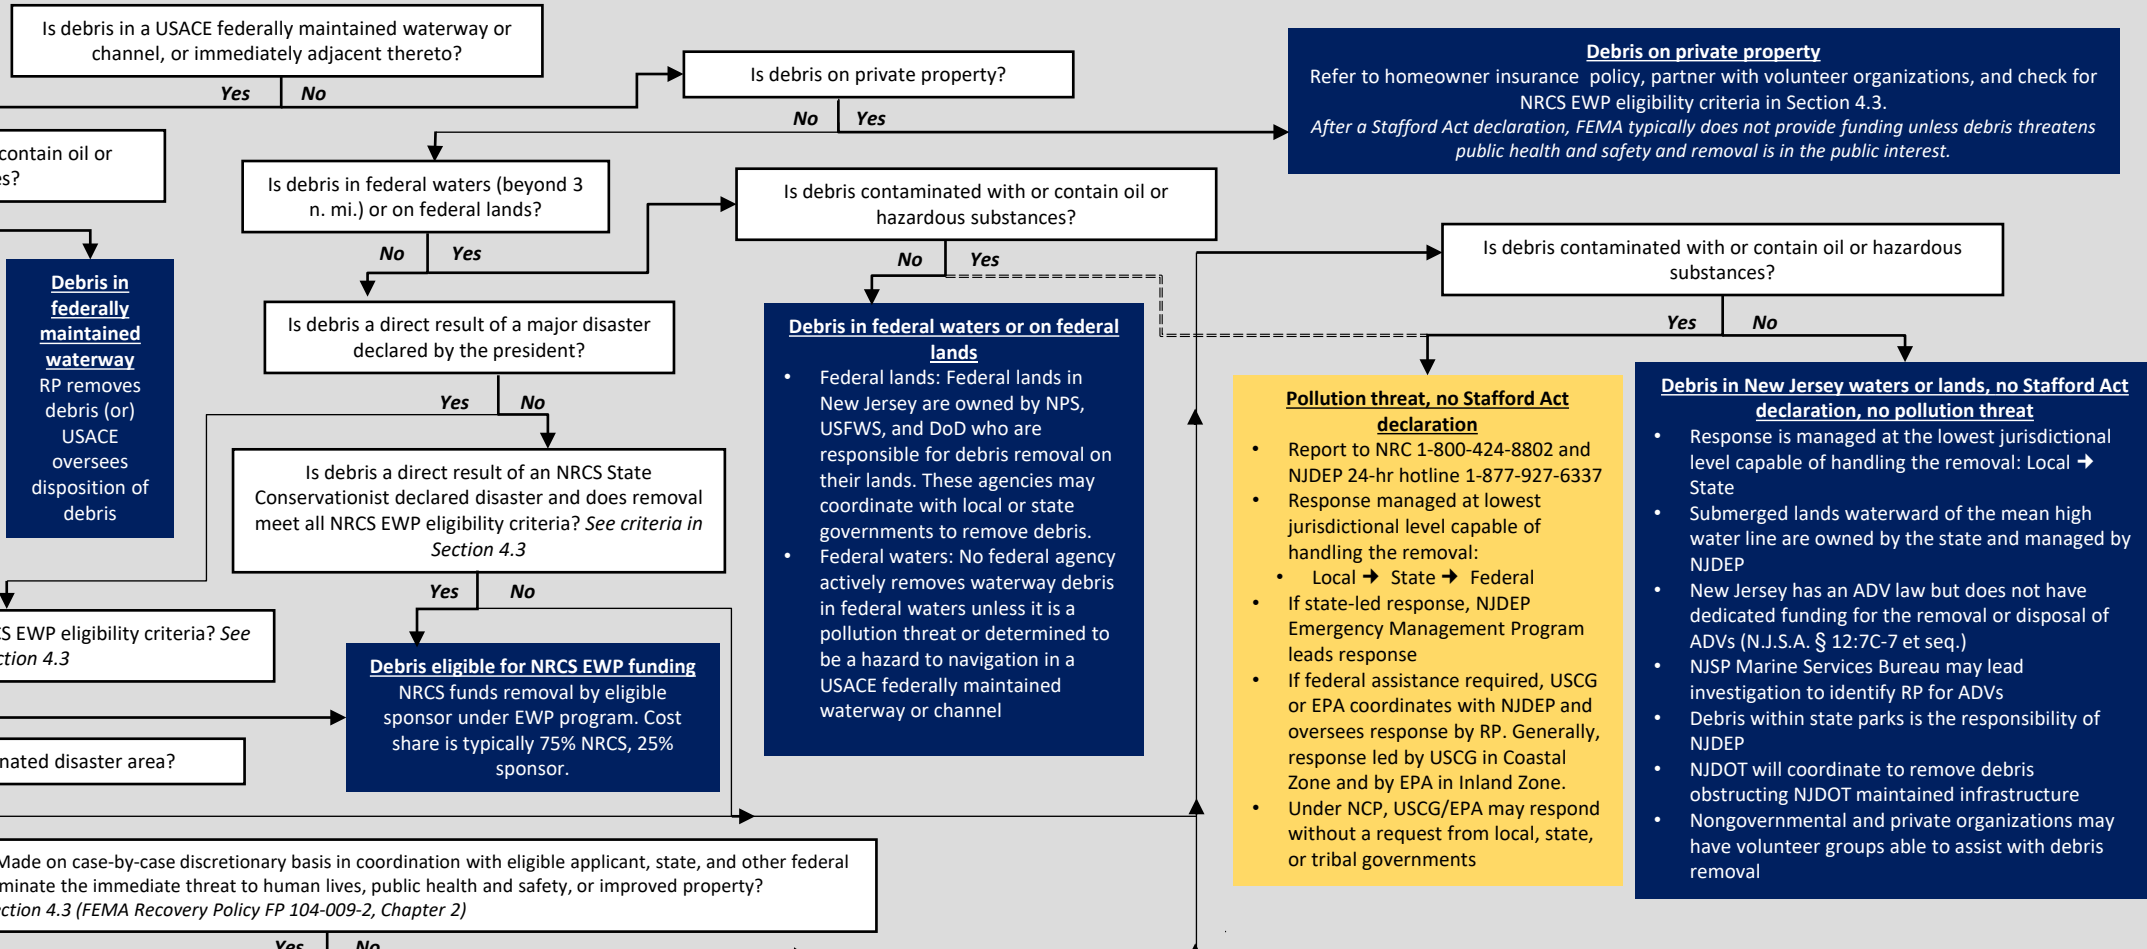 Is debris in a USACE federally maintained waterway or
channel, or immediately adjacent thereto?
Yes
No
Is debris on private property?
No
Yes
Debris on private property
Refer to homeowner insurance policy, partner with volunteer organizations, and check for
NRCS EWP eligibility criteria in Section 4.3.
After a Stafford Act declaration, FEMA typically does not provide funding unless debris threatens
public health and safety and removal is in the public interest.
contain oil or
es?
Is debris in federal waters (beyond 3
n. mi.) or on federal lands?
No
Yes
Is debris contaminated with or contain oil or
hazardous substances?
No
Yes
Is debris contaminated with or contain oil or hazardous
substances?
Yes
No
Debris in
federally
maintained
waterway
RP removes
debris (or)
USACE
oversees
disposition of
debris
Is debris a direct result of a major disaster
declared by the president?
Yes
No
Is debris a direct result of an NRCS State
Conservationist declared disaster and does removal
meet all NRCS EWP eligibility criteria? See criteria in
Section 4.3
Yes
No
CS EWP eligibility criteria? See
ction 4.3
Debris eligible for NRCS EWP funding
NRCS funds removal by eligible
sponsor under EWP program. Cost
share is typically 75% NRCS, 25%
sponsor.
nated disaster area?
Debris in federal waters or on federal
lands
• Federal lands: Federal lands in
New Jersey are owned by NPS,
USFWS, and DoD who are
responsible for debris removal on
their lands. These agencies may
coordinate with local or state
governments to remove debris.
• Federal waters: No federal agency
actively removes waterway debris
in federal waters unless it is a
pollution threat or determined to
be a hazard to navigation in a
USACE federally maintained
waterway or channel
Pollution threat, no Stafford Act
declaration
• Report to NRC 1-800-424-8802 and
NJDEP 24-hr hotline 1-877-927-6337
• Response managed at lowest
jurisdictional level capable of
handling the removal:
• Local → State → Federal
• If state-led response, NJDEP
Emergency Management Program
leads response
• If federal assistance required, USCG
or EPA coordinates with NJDEP and
oversees response by RP. Generally,
response led by USCG in Coastal
Zone and by EPA in Inland Zone.
• Under NCP, USCG/EPA may respond
without a request from local, state,
or tribal governments
Debris in New Jersey waters or lands, no Stafford Act
declaration, no pollution threat
• Response is managed at the lowest jurisdictional
level capable of handling the removal: Local →
State
• Submerged lands waterward of the mean high
water line are owned by the state and managed by
NJDEP
• New Jersey has an ADV law but does not have
dedicated funding for the removal or disposal of
ADVs (N.J.S.A. § 12:7C-7 et seq.)
• NJSP Marine Services Bureau may lead
investigation to identify RP for ADVs
• Debris within state parks is the responsibility of
NJDEP
• NJDOT will coordinate to remove debris
obstructing NJDOT maintained infrastructure
• Nongovernmental and private organizations may
have volunteer groups able to assist with debris
removal
Made on case-by-case discretionary basis in coordination with eligible applicant, state, and other federal
minate the immediate threat to human lives, public health and safety, or improved property?
ection 4.3 (FEMA Recovery Policy FP 104-009-2, Chapter 2)
Yes
No